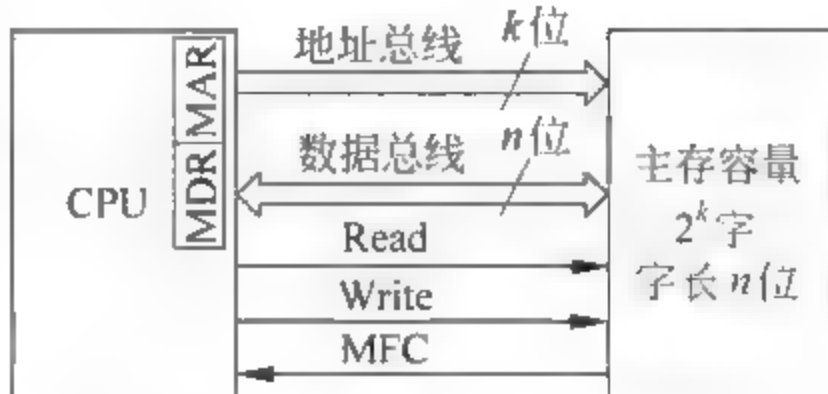 地址总线
k位
MAR
数据总线
n位
MDR
CPU
主存容量
2^k字
字长n位
Read
Write
MFC